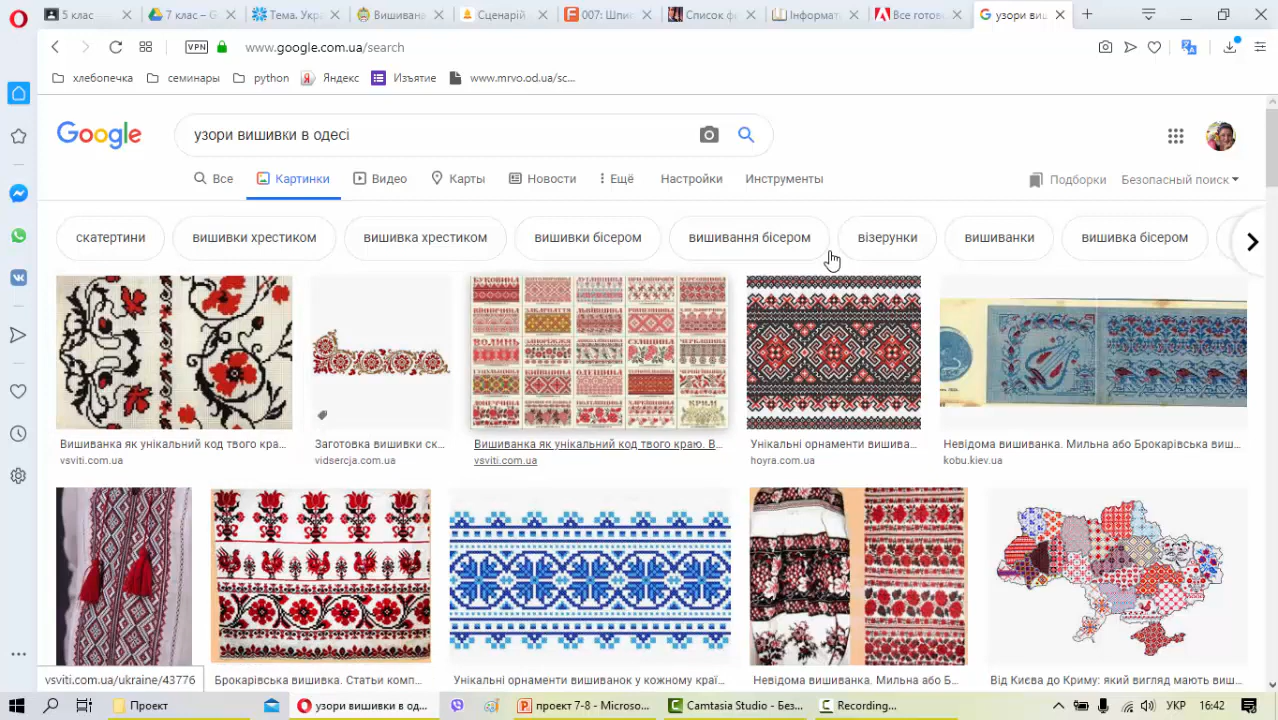 5 клас
7 клас –
Тема. Укра
Вишивана
Сценарій
007: Шпис
Список ф
Інформат
Все готов
узори виш
VPN
www.google.com.ua/search
хлебопечка
семинары
python
Яндекс
Изъятие
www.mrvo.od.ua/sc...
Google
узори вишивки в одесі
Все
Картинки
Видео
Карты
Новости
Ещё
Настройки
Инструменты
Подборки
Безопасный поиск
скатертини
вишивки хрестиком
вишивка хрестиком
вишивки бісером
вишивання бісером
візерунки
вишиванки
вишивка бісером
БУКОВИНА
ВОЛИНЬ
КРИМ
Вишиванка як унікальний код твого кра...
vsviti.com.ua
Заготовка вишивки ск...
vidsercja.com.ua
Вишиванка як унікальний код твого краю. В...
vsviti.com.ua
Унікальні орнаменти вишива...
hoyra.com.ua
Невідома вишиванка. Мильна або Брокарівська виш...
kobu.kiev.ua
vsviti.com.ua/ukraine/43776
Брокарівська вишивка. Статьи комп...
Унікальні орнаменти вишиванок у кожному краї...
Невідома вишиванка. Мильна або Б...
Від Києва до Криму: який вигляд мають виш...
Проект
узори вишивки в од...
проект 7-8 - Microso...
Camtasia Studio - Без...
Recording...
УКР
16:42